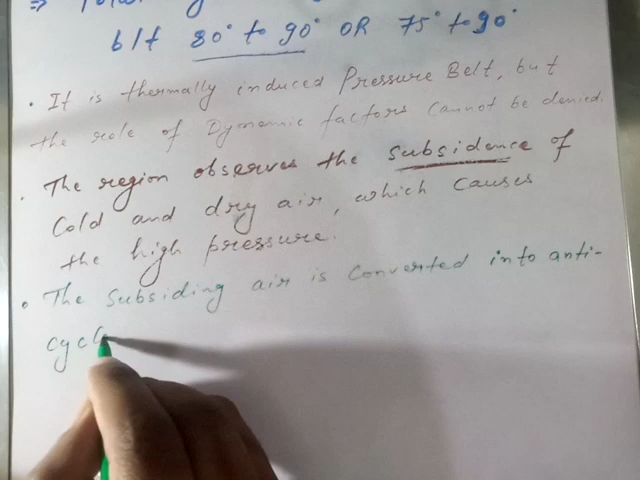 ⇒
b/t 80° to 90° OR 75° to 90°
• It is thermally induced Pressure Belt, but
the role of Dynamic factors cannot be denied.
• The region observes the subsidence of
Cold and dry air, which causes
the high pressure.
• The subsiding air is converted into anti-
cycl